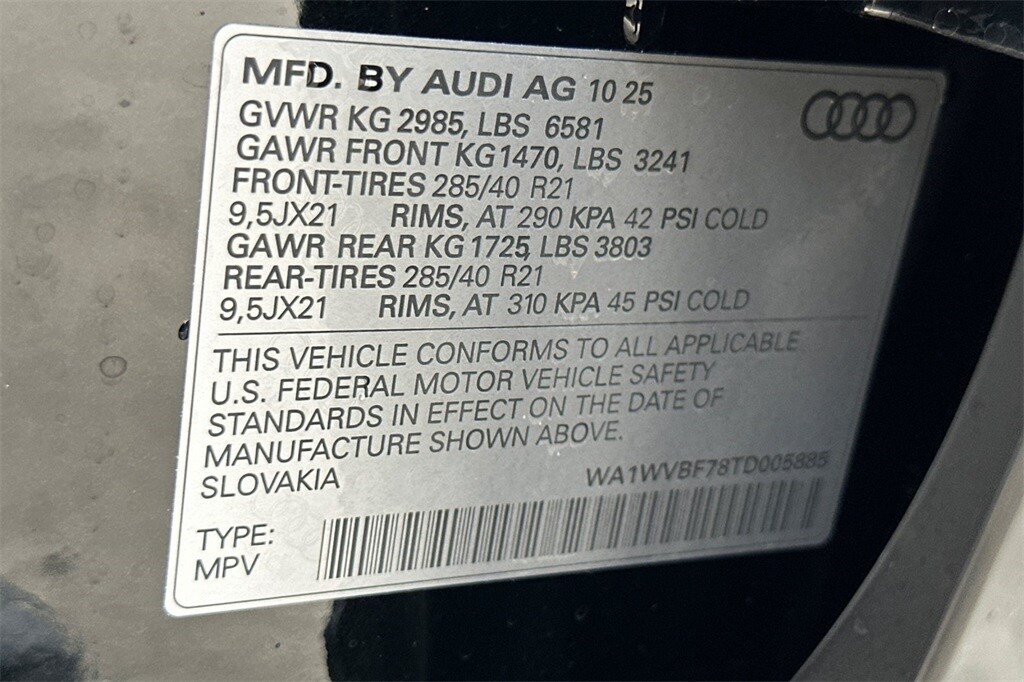 MFD. BY AUDI AG 10 25
GVWR KG 2985, LBS 6581
GAWR FRONT KG1470, LBS 3241
FRONT-TIRES 285/40 R21
9,5JX21 RIMS, AT 290 KPA 42 PSI COLD
GAWR REAR KG1725, LBS 3803
REAR-TIRES 285/40 R21
9,5JX21 RIMS, AT 310 KPA 45 PSI COLD
THIS VEHICLE CONFORMS TO ALL APPLICABLE
U.S. FEDERAL MOTOR VEHICLE SAFETY
STANDARDS IN EFFECT ON THE DATE OF
MANUFACTURE SHOWN ABOVE.
SLOVAKIA WA1WVBF78TD005885
TYPE:
MPV